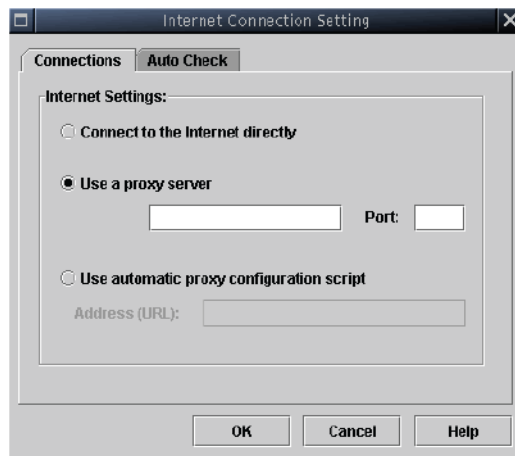 Internet Connection Setting
Connections Auto Check
Internet Settings:
Connect to the Internet directly
Use a proxy server
Port:
Use automatic proxy configuration script
Address (URL):
OK Cancel Help